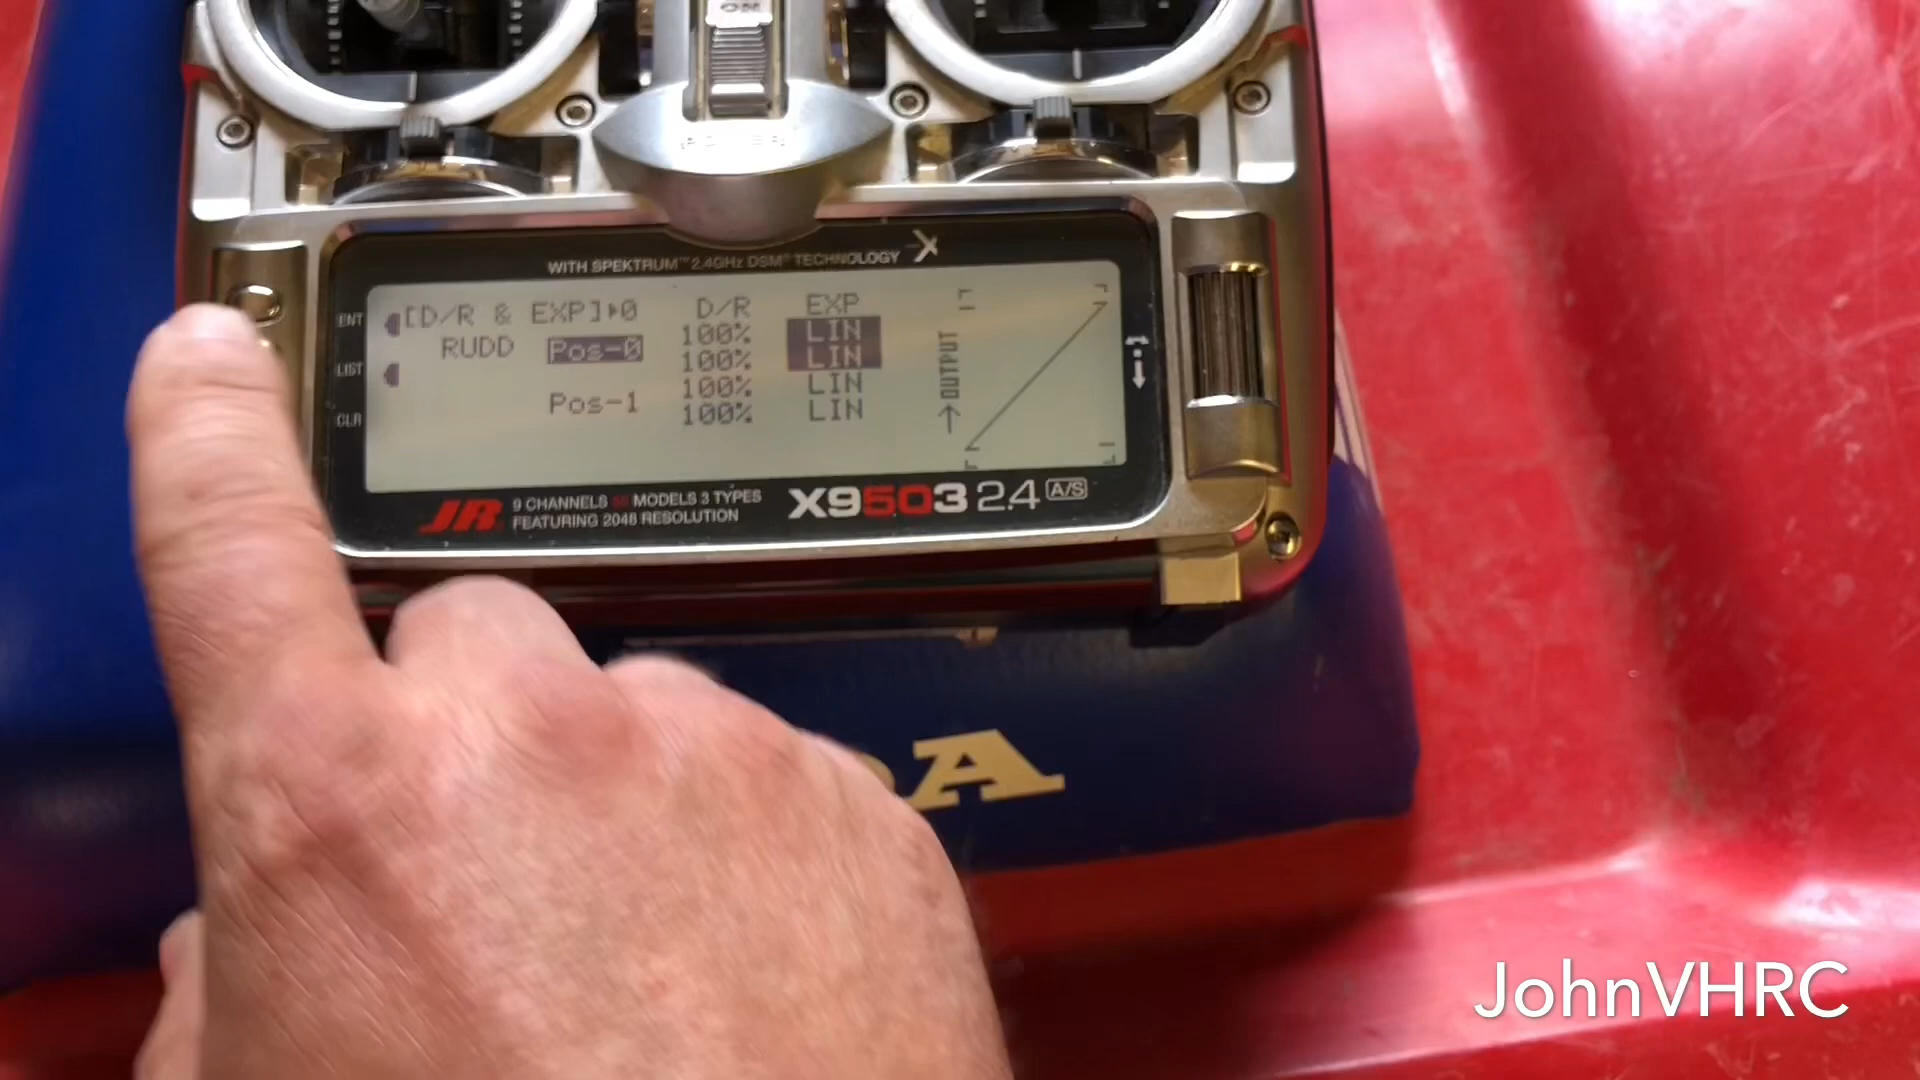 ON
WITH SPEKTRUM™ 2.4GHz DSM® TECHNOLOGY X
ENT
LIST
CLR
[D/R & EXP]▸0 D/R EXP
RUDD Pos-0 100% LIN
100% LIN
Pos-1 100% LIN
100% LIN
→OUTPUT
JR
9 CHANNELS 50 MODELS 3 TYPES
FEATURING 2048 RESOLUTION
X9503 2.4 A/S
A
JohnVHRC